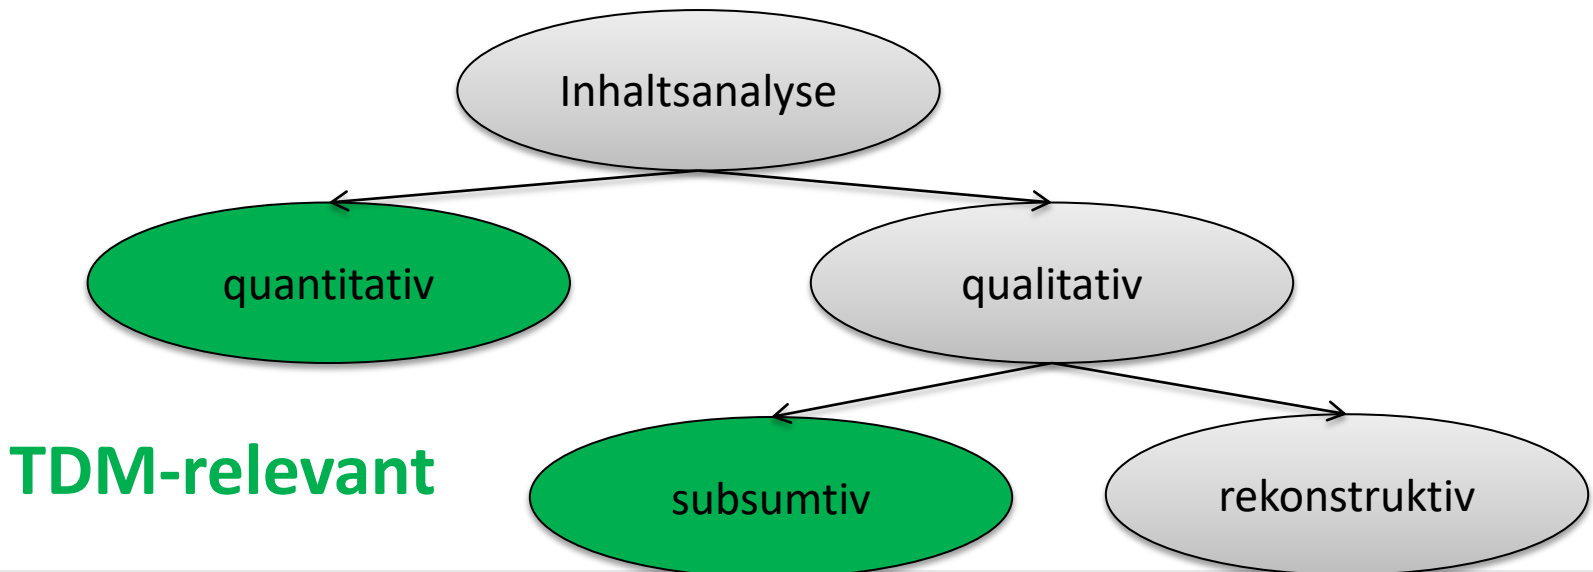 Inhaltsanalyse
quantitativ
qualitativ
TDM-relevant
subsumtiv
rekonstruktiv